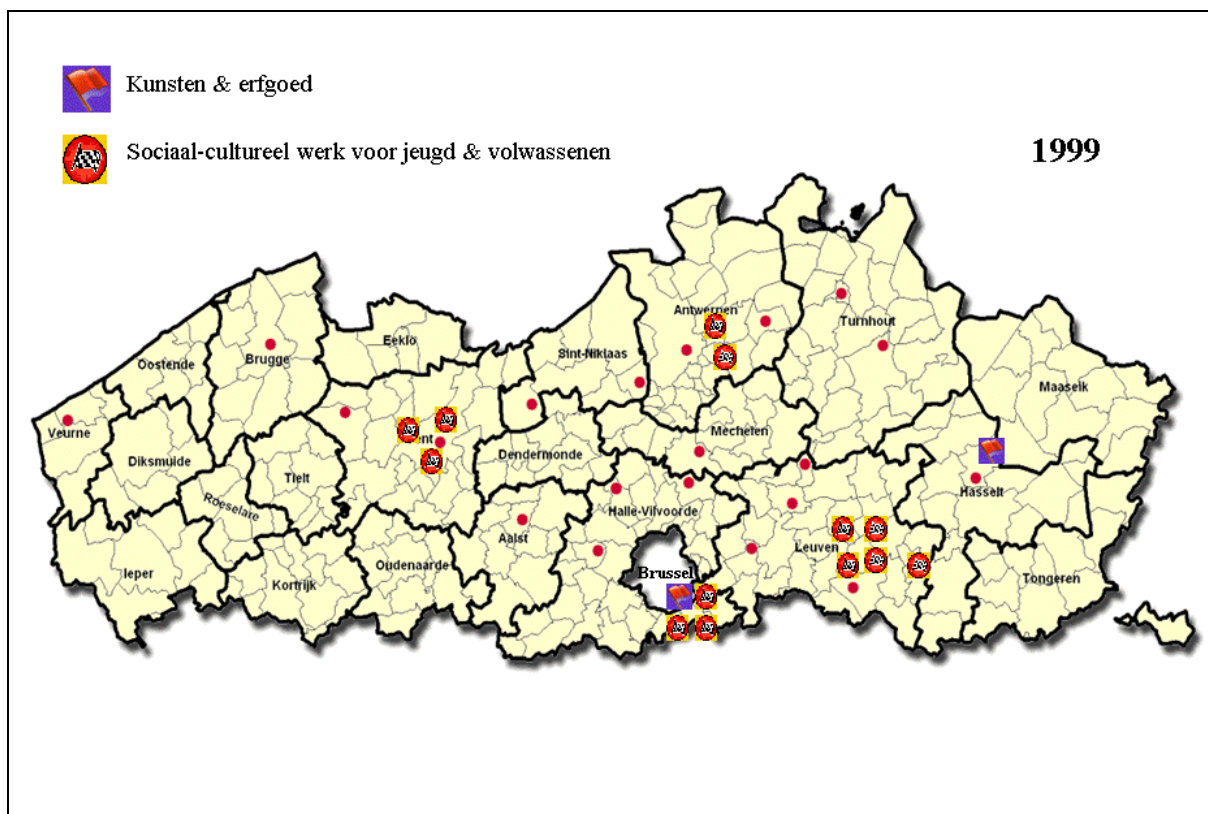 Kunsten & erfgoed
Sociaal-cultureel werk voor jeugd & volwassenen
1999
Antwerpen
Turnhout
Eeklo
Sint-Niklaas
Oostende
Brugge
Maaseik
Veurne
Mechelen
Diksmuide
Dendermonde
Tielt
Hasselt
Roeselare
Halle-Vilvoorde
Aalst
Leuven
Oudenaarde
Ieper
Brussel
Kortrijk
Tongeren